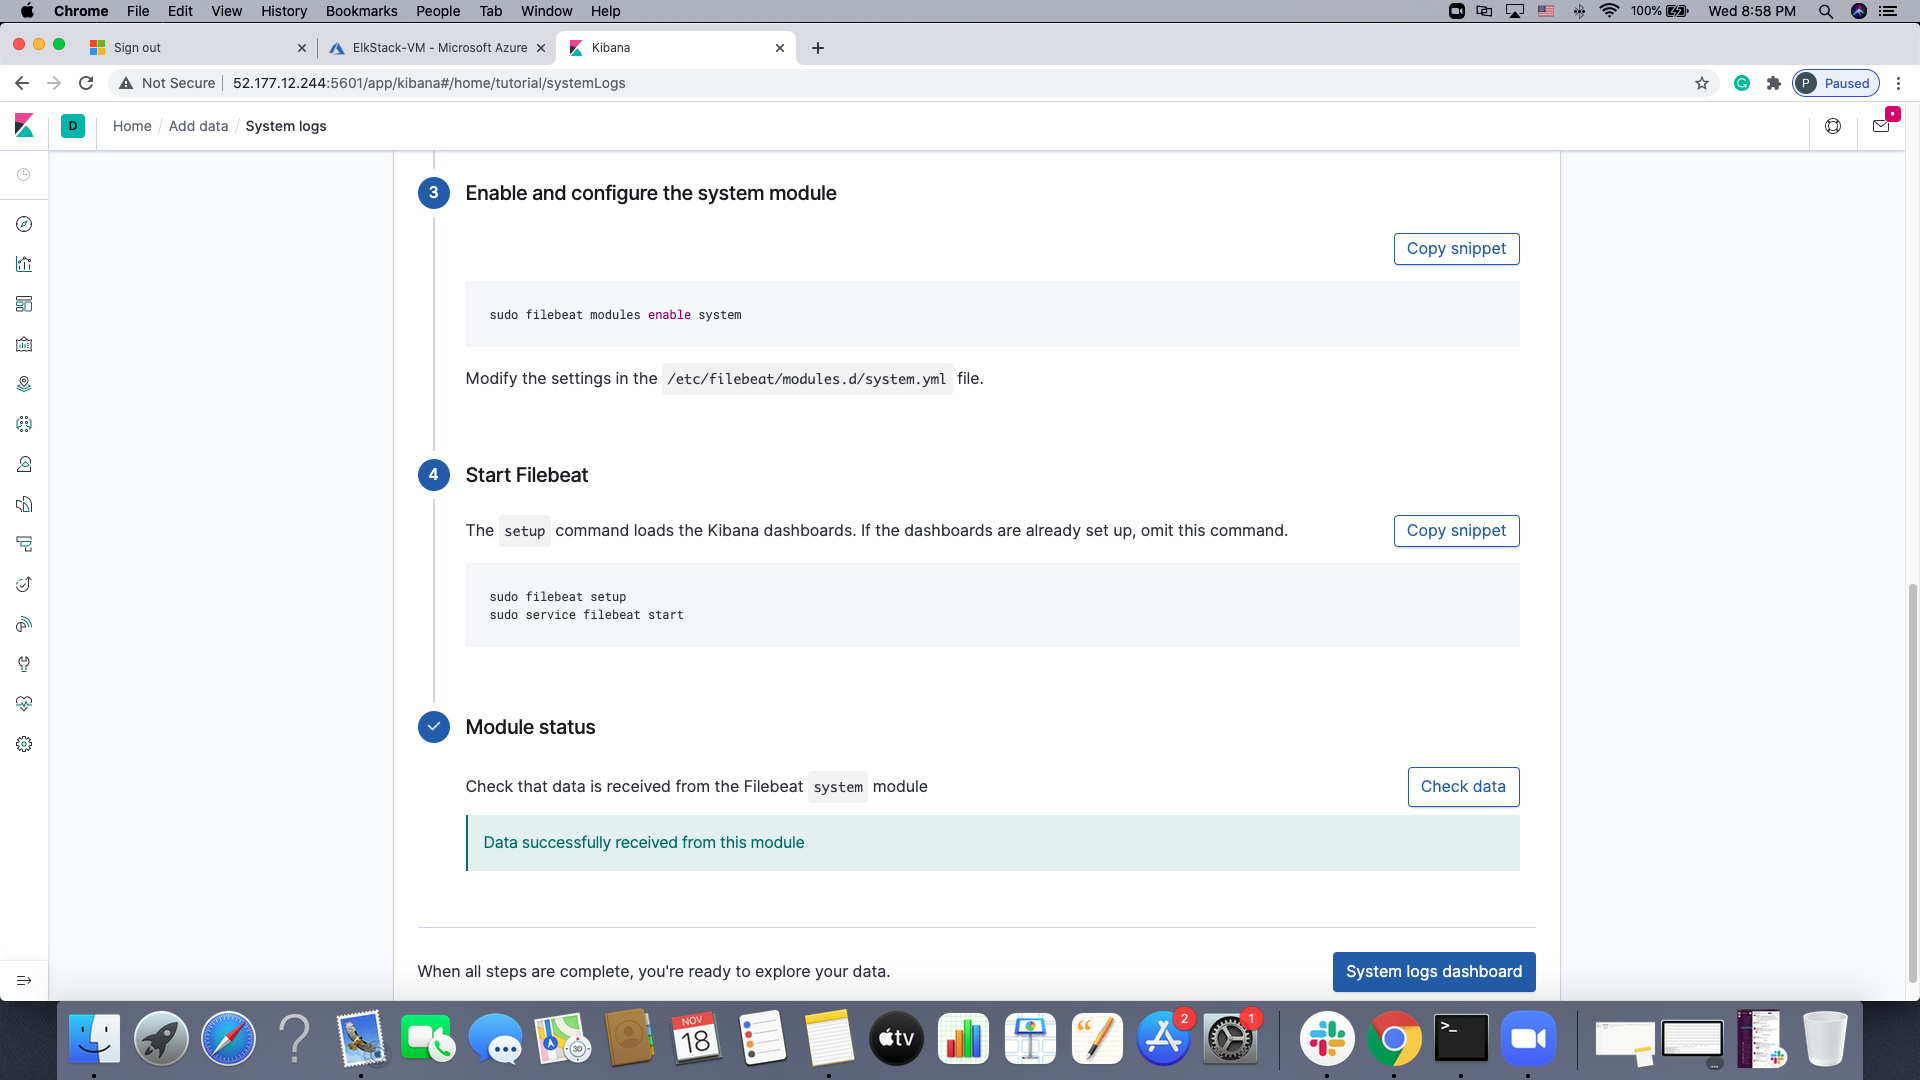 Chrome File Edit View History Bookmarks People Tab Window Help 100% Wed 8:58 PM
Sign out ElkStack-VM - Microsoft Azure Kibana
Not Secure 52.177.12.244:5601/app/kibana#/home/tutorial/systemLogs P Paused
D Home / Add data / System logs
3 Enable and configure the system module
Copy snippet
sudo filebeat modules enable system
Modify the settings in the /etc/filebeat/modules.d/system.yml file.
4 Start Filebeat
The setup command loads the Kibana dashboards. If the dashboards are already set up, omit this command.
Copy snippet
sudo filebeat setup
sudo service filebeat start
Module status
Check that data is received from the Filebeat system module
Check data
Data successfully received from this module
When all steps are complete, you're ready to explore your data.
System logs dashboard
NOV
18
3D
tv
2
1
>_